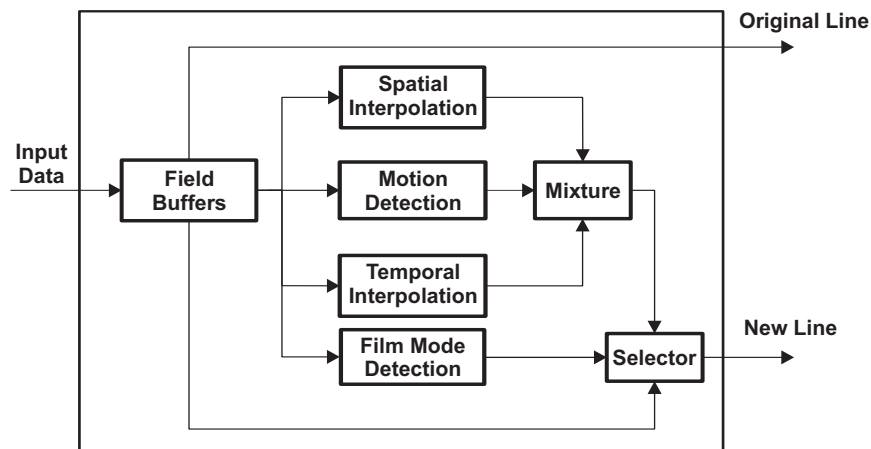 Original Line
Spatial
Interpolation
Input
Data
Field
Buffers
Motion
Detection
Mixture
Temporal
Interpolation
Film Mode
Detection
Selector
New Line